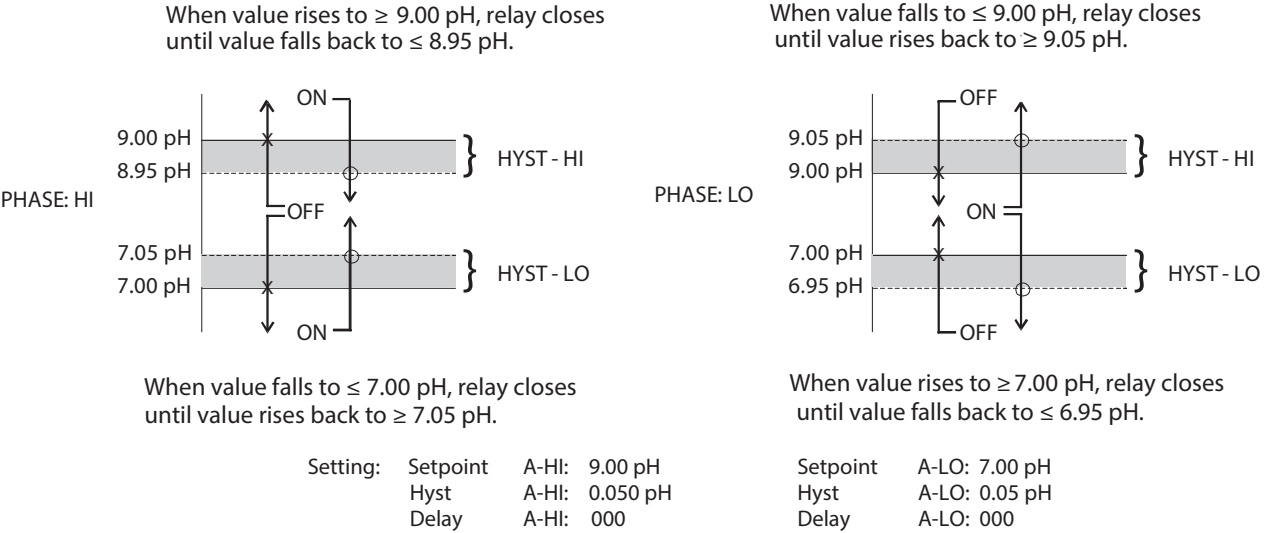 When value rises to ≥ 9.00 pH, relay closes
until value falls back to ≤ 8.95 pH.
When value falls to ≤ 9.00 pH, relay closes
until value rises back to ≥ 9.05 pH.
PHASE: HI
9.00 pH
8.95 pH
7.05 pH
7.00 pH
ON
OFF
ON
} HYST - HI
} HYST - LO
PHASE: LO
9.05 pH
9.00 pH
7.00 pH
6.95 pH
OFF
ON
OFF
} HYST - HI
} HYST - LO
When value falls to ≤ 7.00 pH, relay closes
until value rises back to ≥ 7.05 pH.
When value rises to ≥ 7.00 pH, relay closes
until value falls back to ≤ 6.95 pH.
Setting: Setpoint A-HI: 9.00 pH
Hyst A-HI: 0.050 pH
Delay A-HI: 000
Setpoint A-LO: 7.00 pH
Hyst A-LO: 0.05 pH
Delay A-LO: 000